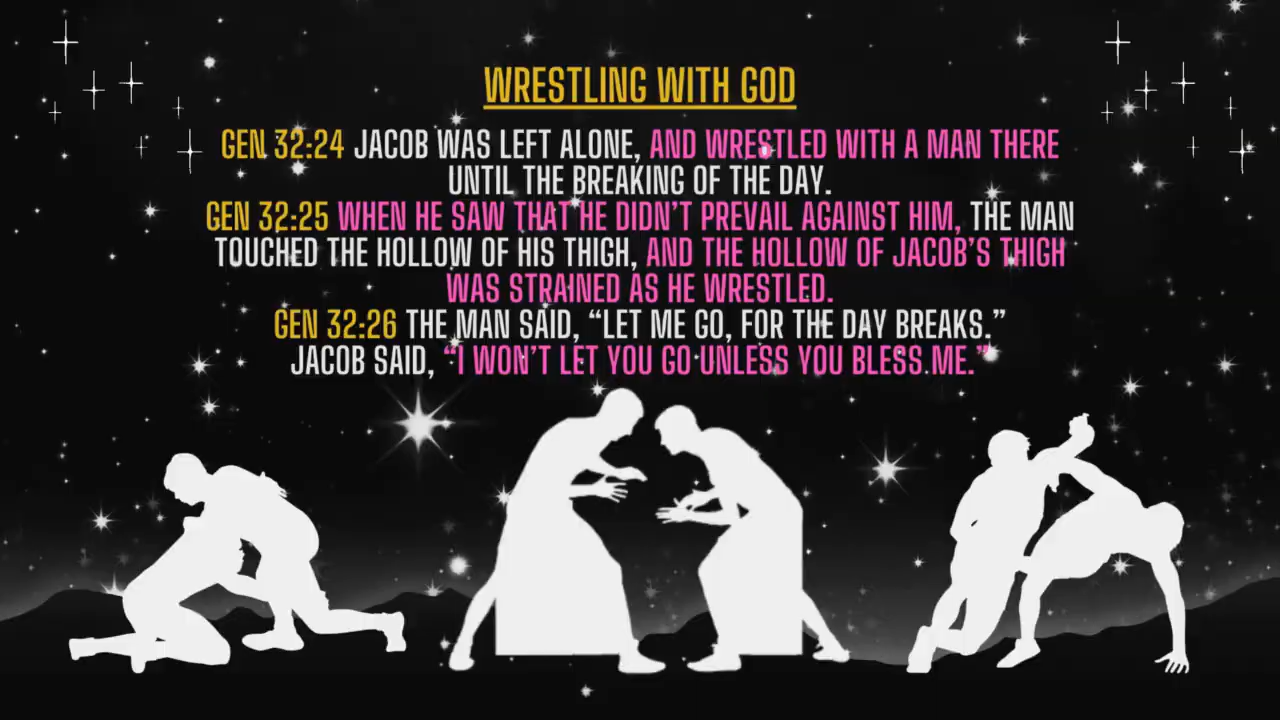 WRESTLING WITH GOD
GEN 32:24 JACOB WAS LEFT ALONE, AND WRESTLED WITH A MAN THERE
UNTIL THE BREAKING OF THE DAY.
GEN 32:25 WHEN HE SAW THAT HE DIDN’T PREVAIL AGAINST HIM, THE MAN
TOUCHED THE HOLLOW OF HIS THIGH, AND THE HOLLOW OF JACOB’S THIGH
WAS STRAINED AS HE WRESTLED.
GEN 32:26 THE MAN SAID, “LET ME GO, FOR THE DAY BREAKS.”
JACOB SAID, “I WON’T LET YOU GO UNLESS YOU BLESS ME.”